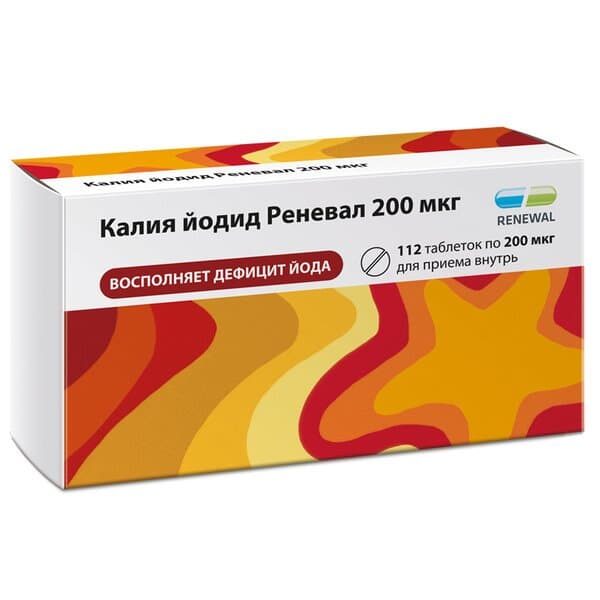 Калия йодид Реневал 200 мкг
Калия йодид Реневал 200 мкг
RENEWAL
ВОСПОЛНЯЕТ ДЕФИЦИТ ЙОДА
112 таблеток по 200 мкг
для приема внутрь